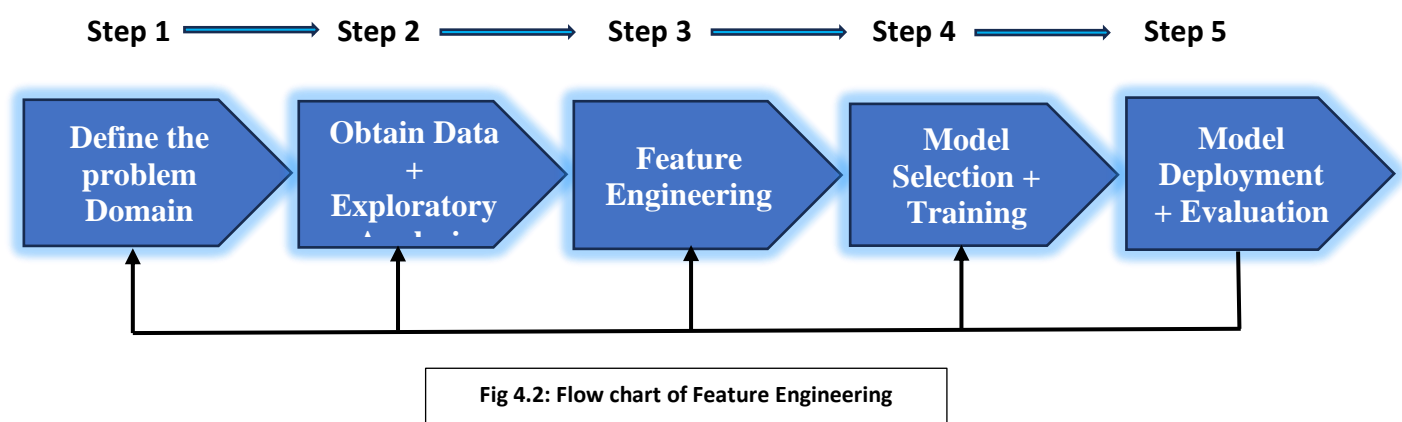 Step 1
Step 2
Step 3
Step 4
Step 5
Define the
problem
Domain
Obtain Data
+
Exploratory
Feature
Engineering
Model
Selection +
Training
Model
Deployment
+ Evaluation
Fig 4.2: Flow chart of Feature Engineering